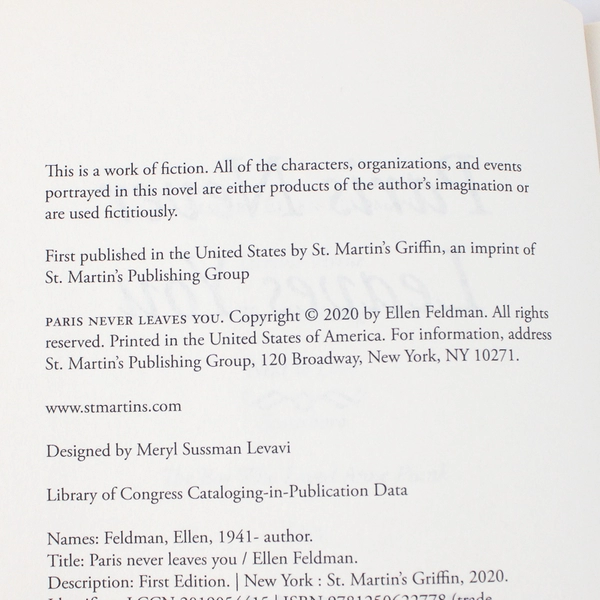 This is a work of fiction. All of the characters, organizations, and events
portrayed in this novel are either products of the author's imagination or
are used fictitiously.
First published in the United States by St. Martin's Griffin, an imprint of
St. Martin's Publishing Group
PARIS NEVER LEAVES YOU. Copyright © 2020 by Ellen Feldman. All rights
reserved. Printed in the United States of America. For information, address
St. Martin's Publishing Group, 120 Broadway, New York, NY 10271.
www.stmartins.com
Designed by Meryl Sussman Levavi
Library of Congress Cataloging-in-Publication Data
Names: Feldman, Ellen, 1941- author.
Title: Paris never leaves you / Ellen Feldman.
Description: First Edition. | New York : St. Martin's Griffin, 2020.